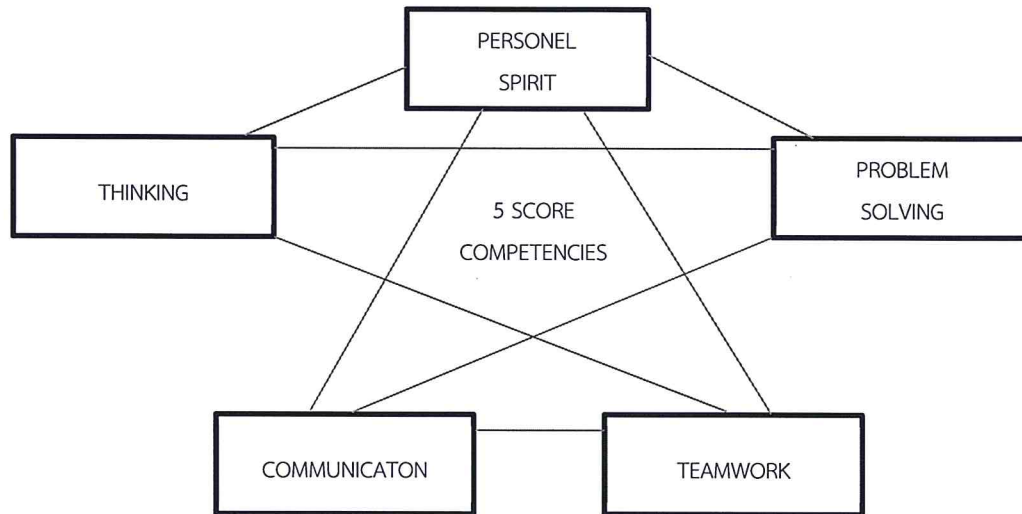 PERSONEL
SPIRIT
THINKING
PROBLEM
SOLVING
5 SCORE
COMPETENCIES
COMMUNICATON
TEAMWORK